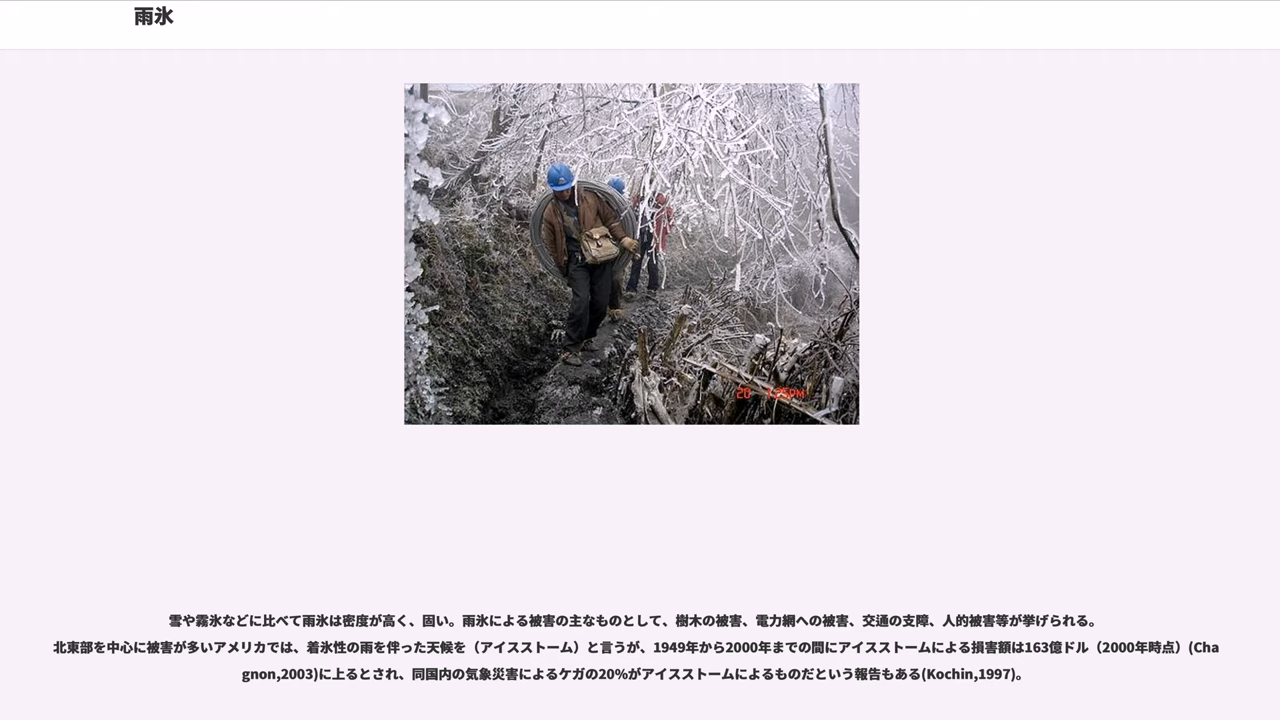 雨氷
雪や霧氷などに比べて雨氷は密度が高く、固い。雨氷による被害の主なものとして、樹木の被害、電力網への被害、交通の支障、人的被害等が挙げられる。
北東部を中心に被害が多いアメリカでは、着氷性の雨を伴った天候を（アイスストーム）と言うが、1949年から2000年までの間にアイスストームによる損害額は163億ドル（2000年時点）(Cha
gnon,2003)に上るとされ、同国内の気象災害によるケガの20%がアイスストームによるものだという報告もある(Kochin,1997)。